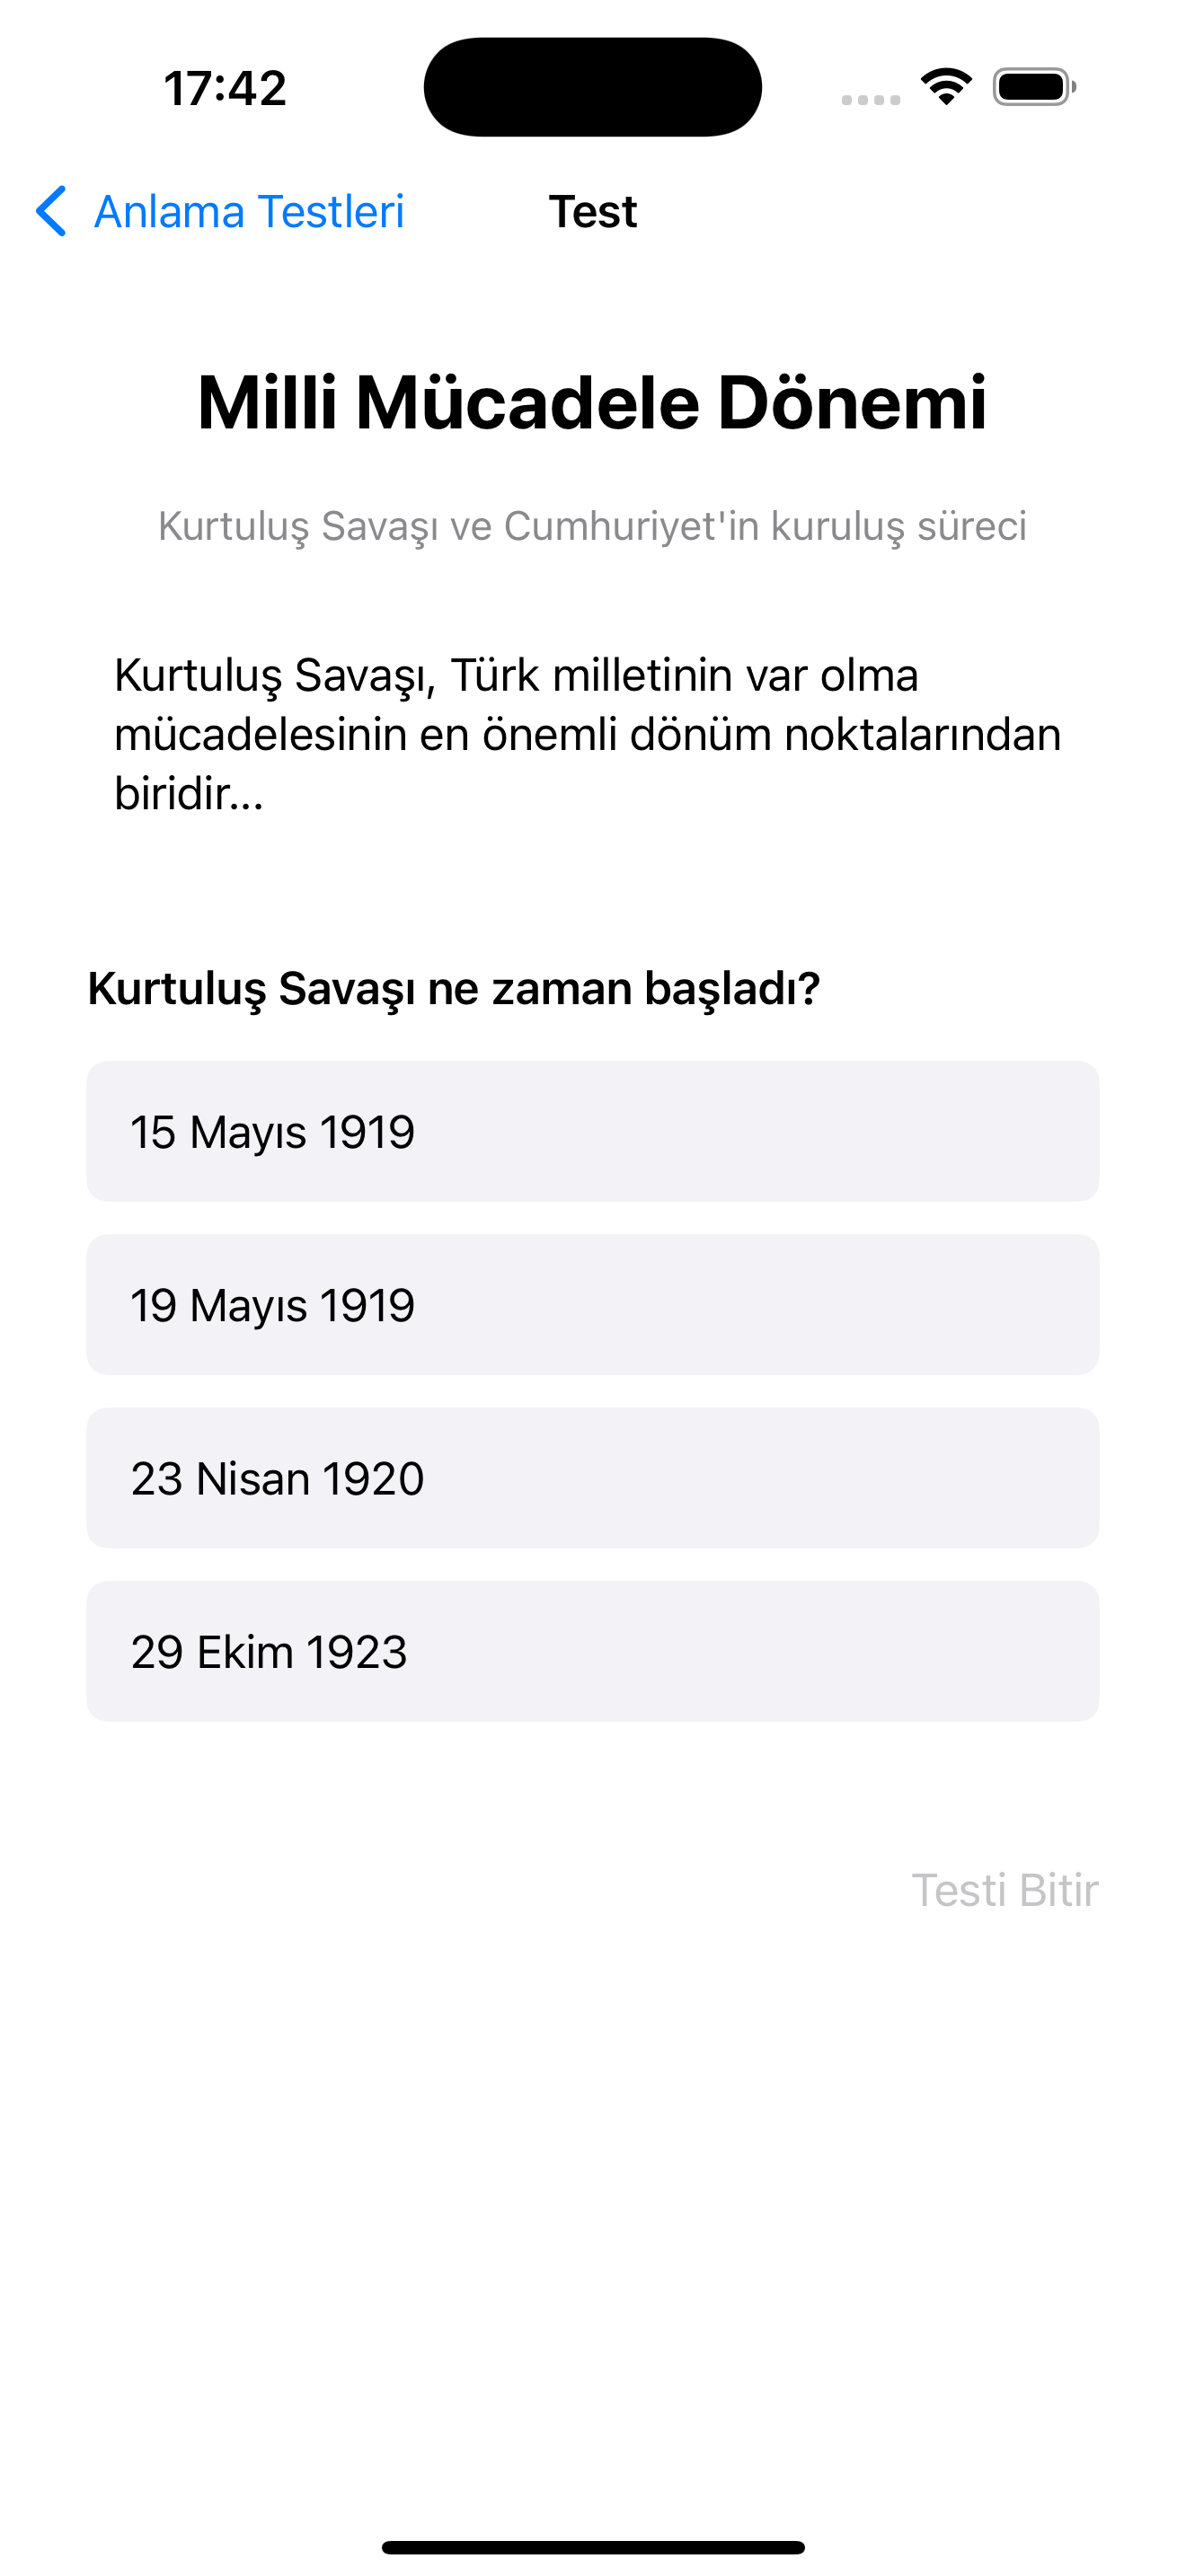 17:42
Anlama Testleri
Test
Milli Mücadele Dönemi
Kurtuluş Savaşı ve Cumhuriyet'in kuruluş süreci
Kurtuluş Savaşı, Türk milletinin var olma
mücadelesinin en önemli dönüm noktalarından
biridir...
Kurtuluş Savaşı ne zaman başladı?
15 Mayıs 1919
19 Mayıs 1919
23 Nisan 1920
29 Ekim 1923
Testi Bitir